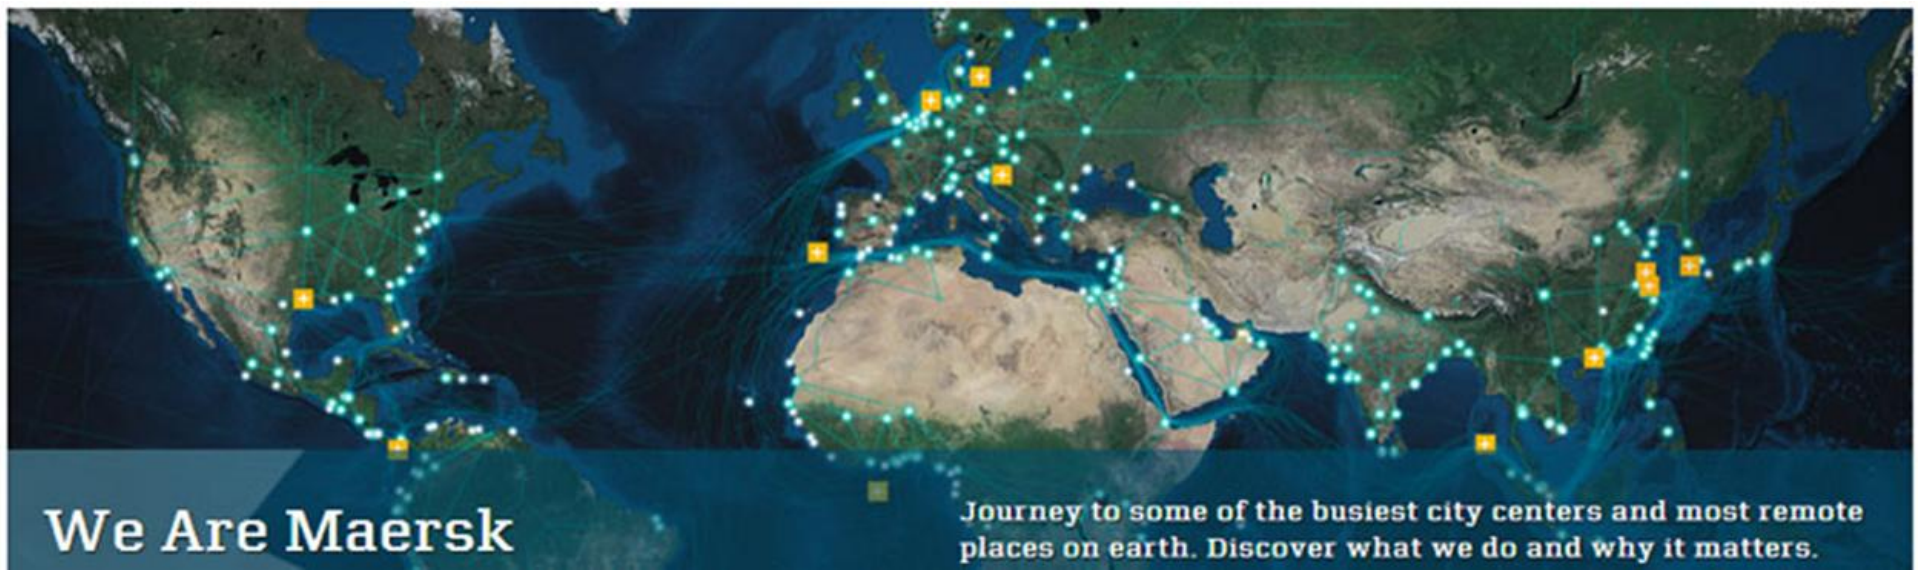 We Are Maersk
Journey to some of the busiest city centers and most remote
places on earth. Discover what we do and why it matters.